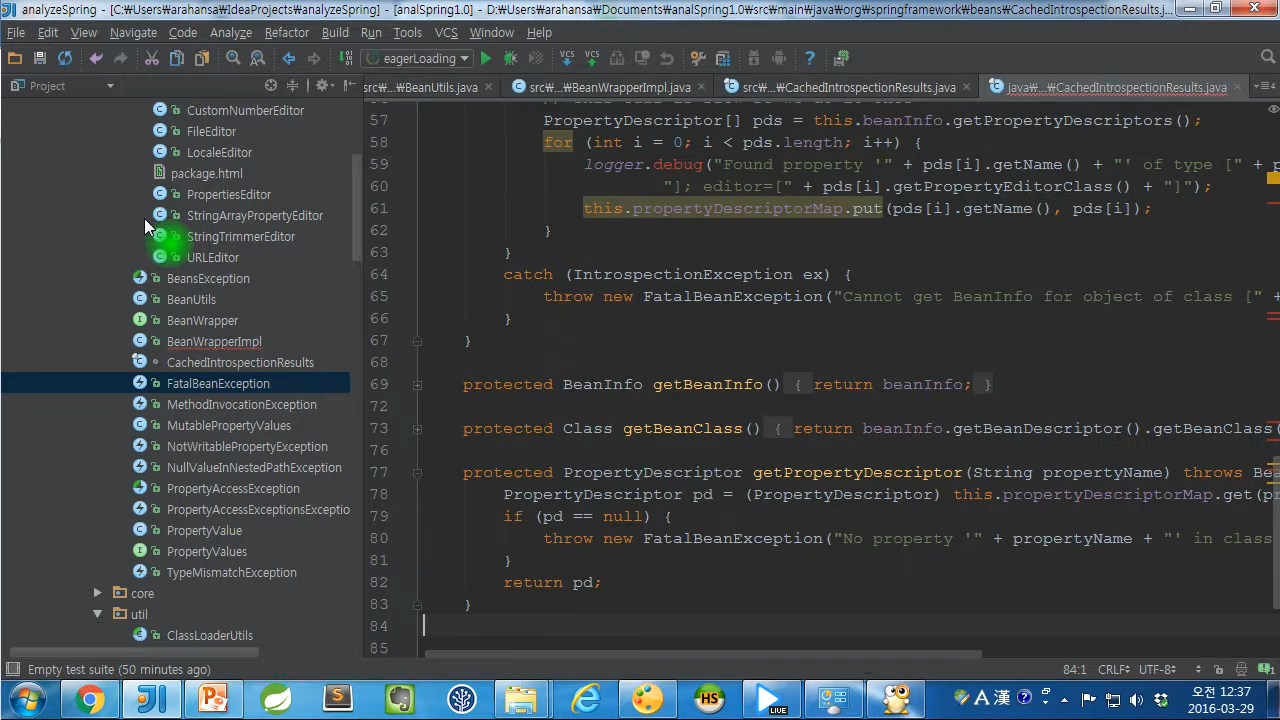 analyzeSpring - [C:₩Users₩arahansa₩IdeaProjects₩analyzeSpring] - [analSpring1.0] - D:₩Users₩arahansa₩Documents₩analSpring1.0₩src₩main₩java₩org₩springframework₩beans₩CachedIntrospectionResults.j...
File Edit View Navigate Code Analyze Refactor Build Run Tools VCS Window Help
eagerLoading VCS VCS
Project
src₩...₩BeanUtils.java src₩...₩BeanWrapperImpl.java src₩...₩CachedIntrospectionResults.java java₩...₩CachedIntrospectionResults.java
CustomNumberEditor
FileEditor
LocaleEditor
package.html
PropertiesEditor
StringArrayPropertyEditor
StringTrimmerEditor
URLEditor
BeansException
BeanUtils
BeanWrapper
BeanWrapperImpl
CachedIntrospectionResults
FatalBeanException
MethodInvocationException
MutablePropertyValues
NotWritablePropertyException
NullValueInNestedPathException
PropertyAccessException
PropertyAccessExceptionsExceptio
PropertyValue
PropertyValues
TypeMismatchException
core
util
ClassLoaderUtils
57 PropertyDescriptor[] pds = this.beanInfo.getPropertyDescriptors();
58 for (int i = 0; i < pds.length; i++) {
59 logger.debug("Found property '" + pds[i].getName() + "' of type [" + p
60 "]; editor=[" + pds[i].getPropertyEditorClass() + "]");
61 this.propertyDescriptorMap.put(pds[i].getName(), pds[i]);
62 }
63 }
64 catch (IntrospectionException ex) {
65 throw new FatalBeanException("Cannot get BeanInfo for object of class [" +
66 }
67 }
68
69 protected BeanInfo getBeanInfo() { return beanInfo; }
72
73 protected Class getBeanClass() { return beanInfo.getBeanDescriptor().getBeanClass(
76
77 protected PropertyDescriptor getPropertyDescriptor(String propertyName) throws Be
78 PropertyDescriptor pd = (PropertyDescriptor) this.propertyDescriptorMap.get(pr
79 if (pd == null) {
80 throw new FatalBeanException("No property '" + propertyName + "' in class
81 }
82 return pd;
83 }
84
85
Empty test suite (50 minutes ago) 84:1 CRLF UTF-8
LIVE HS A 漢 오전 12:37
2016-03-29